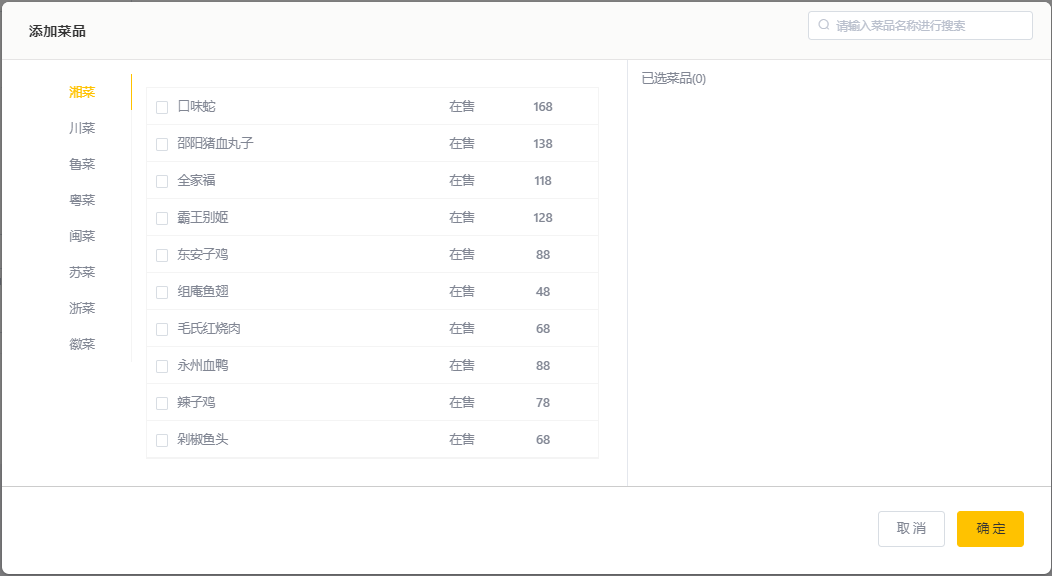 添加菜品
请输入菜品名称进行搜索
湘菜
川菜
鲁菜
粤菜
闽菜
苏菜
浙菜
徽菜
口味蛇 在售 168
邵阳猪血丸子 在售 138
全家福 在售 118
霸王别姬 在售 128
东安子鸡 在售 88
组庵鱼翅 在售 48
毛氏红烧肉 在售 68
永州血鸭 在售 88
辣子鸡 在售 78
剁椒鱼头 在售 68
已选菜品(0)
取 消
确 定